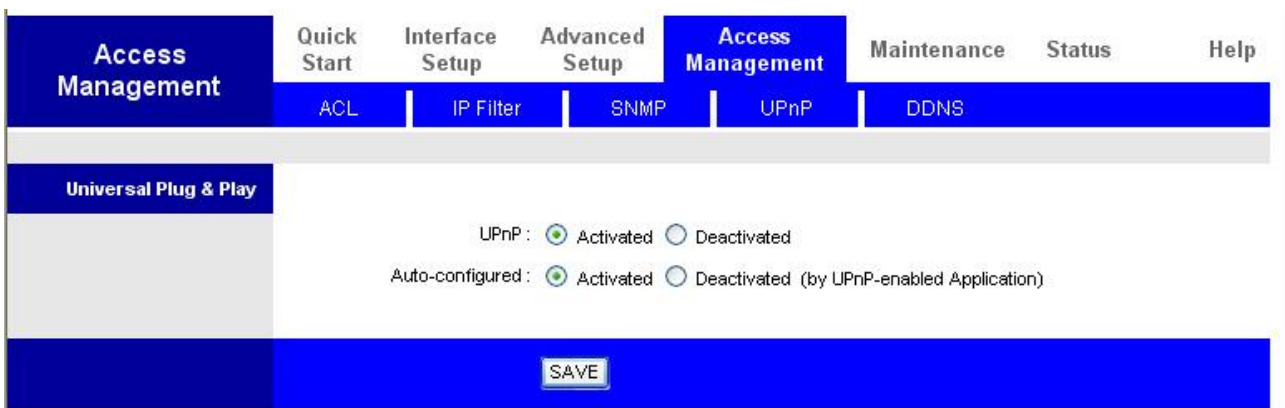 Access Management
Quick Start
Interface Setup
Advanced Setup
Access Management
Maintenance
Status
Help
ACL
IP Filter
SNMP
UPnP
DDNS
Universal Plug & Play
UPnP : Activated Deactivated
Auto-configured : Activated Deactivated (by UPnP-enabled Application)
SAVE